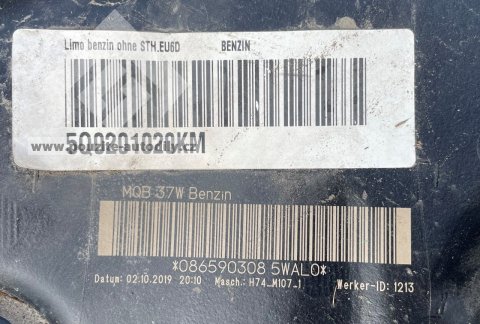 Limo benzin ohne STH.EU6D BENZIN
5Q0201020KM
www.pouzite-autodily.cz
MQB 37W Benzin
*086590308 5WAL0*
Datum: 02.10.2019 20:10 Masch.: H74_M107_1 Werker-ID: 1213